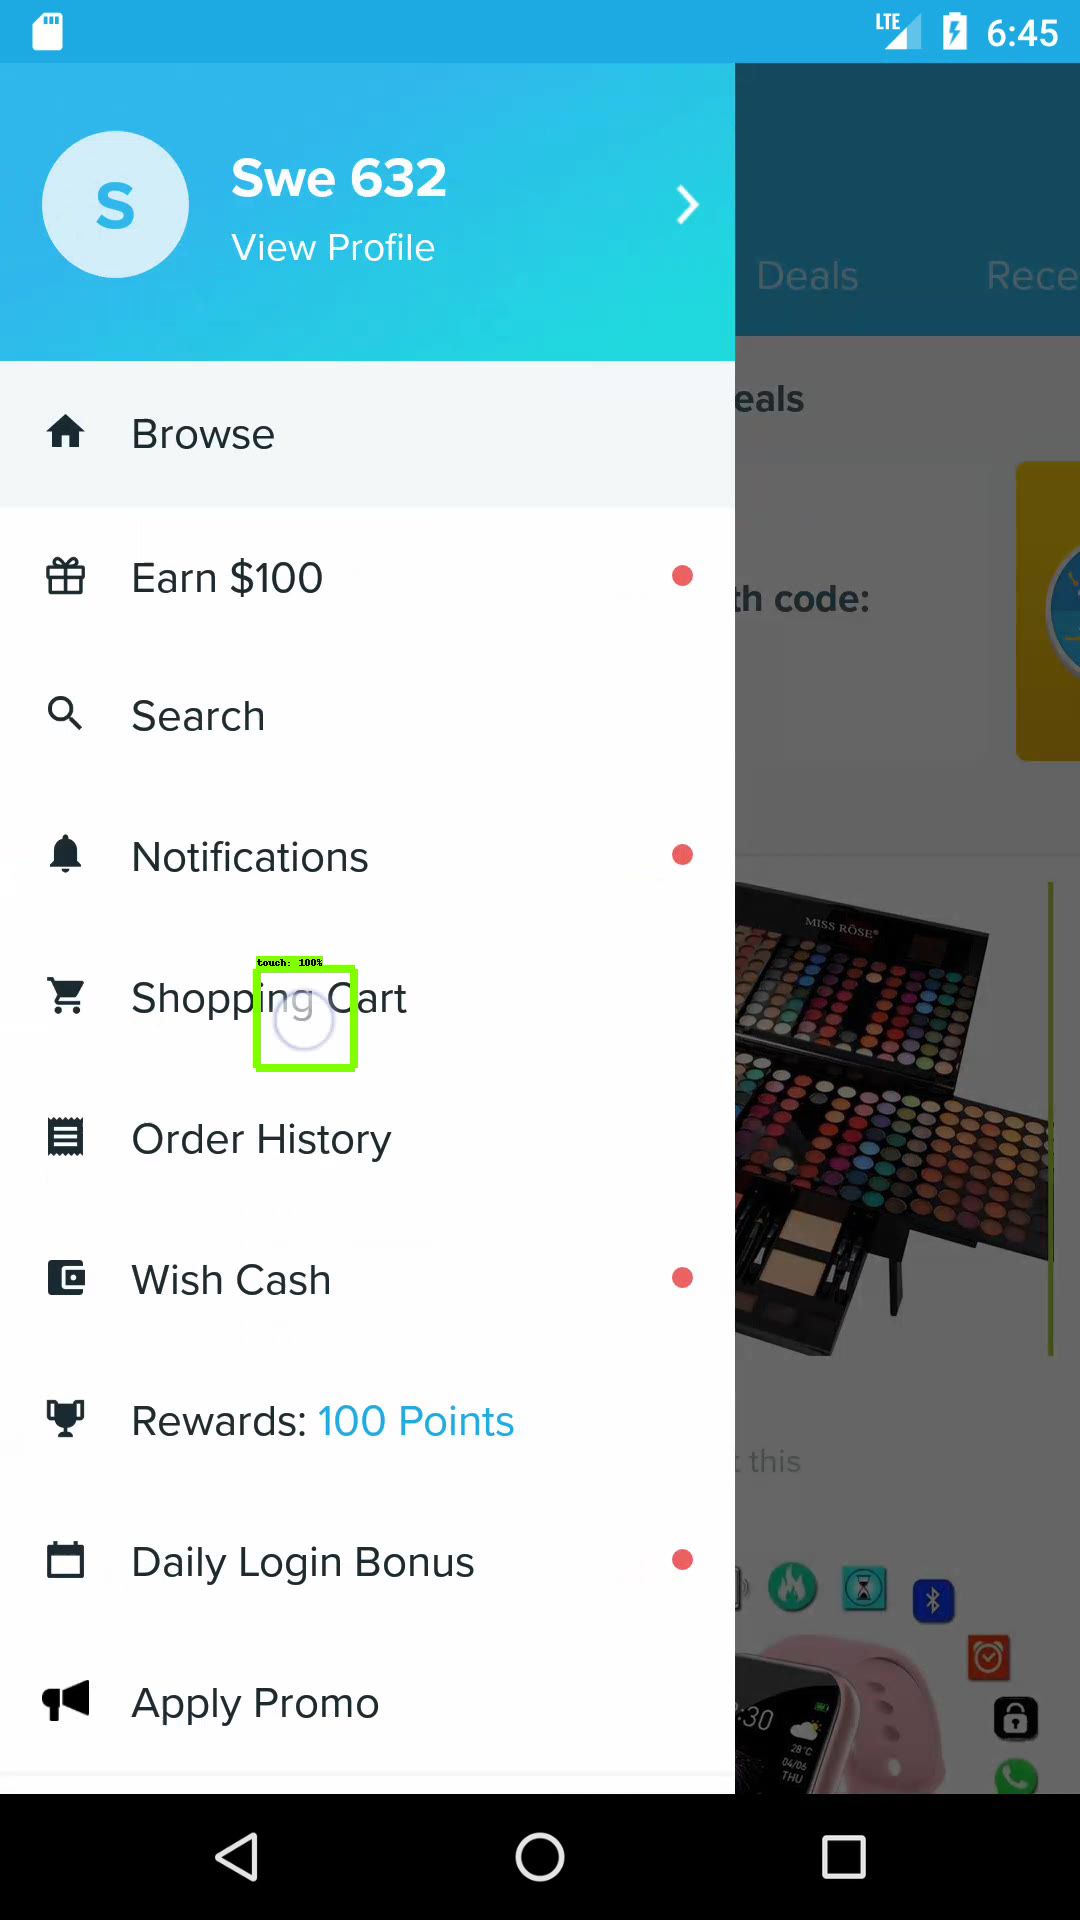 LTE 6:45
S
Swe 632
View Profile
Deals
Rece
eals
Browse
Earn $100
th code:
Search
Notifications
MISS RÔSE®
touch: 100%
Shopping Cart
Order History
Wish Cash
Rewards: 100 Points
t this
Daily Login Bonus
:30
28°C
04/06
THU
Apply Promo